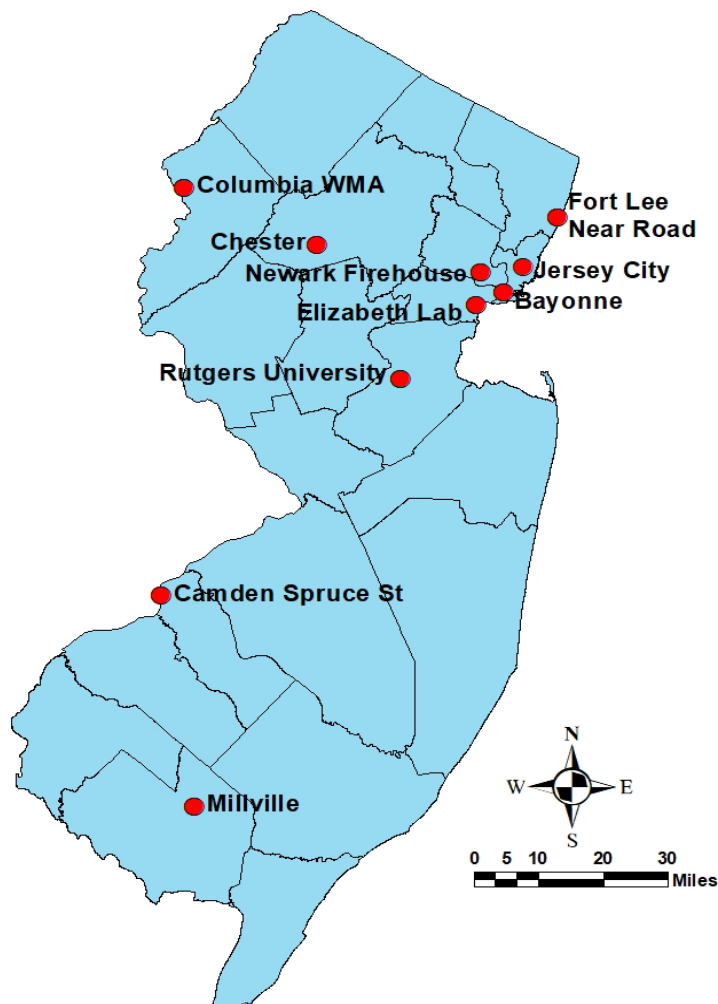 Columbia WMA
Fort Lee
Near Road
Chester
Newark Firehouse
Jersey City
Bayonne
Elizabeth Lab
Rutgers University
Camden Spruce St
N
W
E
S
Millville
0 5 10 20 30
Miles